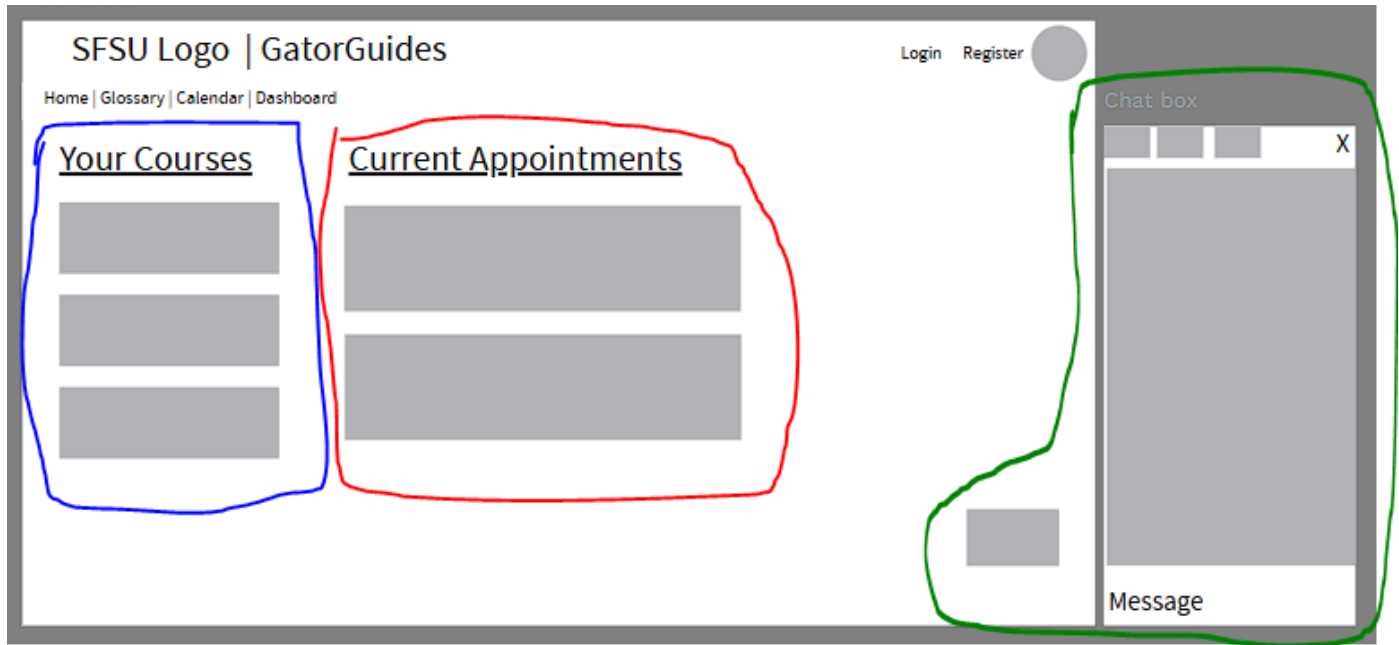 SFSU Logo | GatorGuides
Login Register
Home | Glossary | Calendar | Dashboard
Chat box
X
Your Courses
Current Appointments
Message